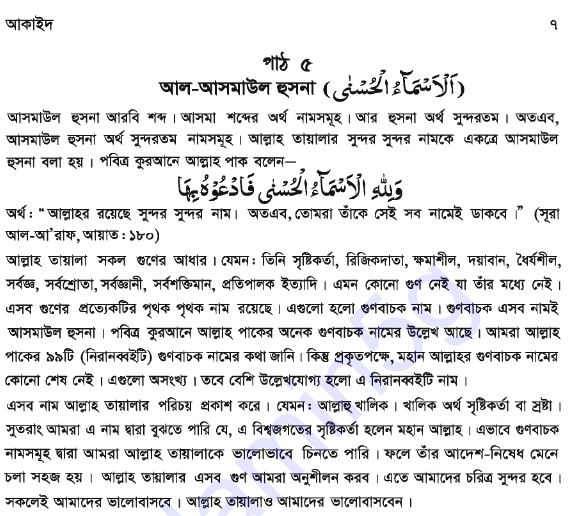 আকাইদ ৭
পাঠ ৫
আল-আসমাউল হুসনা (اَلْاَسْمَاءُ الْحُسْنٰى)
আসমাউল হুসনা আরবি শব্দ। আসমা শব্দের অর্থ নামসমূহ। আর হুসনা অর্থ সুন্দরতম। অতএব,
আসমাউল হুসনা অর্থ সুন্দরতম নামসমূহ। আল্লাহ তায়ালার সুন্দর সুন্দর নামকে একত্রে আসমাউল
হুসনা বলা হয়। পবিত্র কুরআনে আল্লাহ পাক বলেন—
وَلِلّٰهِ الْاَسْمَاءُ الْحُسْنٰى فَادْعُوْهُ بِهَا
অর্থ : “আল্লাহর রয়েছে সুন্দর সুন্দর নাম। অতএব, তোমরা তাঁকে সেই সব নামেই ডাকবে।” (সূরা
আল-আ’রাফ, আয়াত : ১৮০)
আল্লাহ তায়ালা সকল গুণের আধার। যেমন: তিনি সৃষ্টিকর্তা, রিজিকদাতা, ক্ষমাশীল, দয়াবান, ধৈর্যশীল,
সর্বজ্ঞ, সর্বশ্রোতা, সর্বজ্ঞানী, সর্বশক্তিমান, প্রতিপালক ইত্যাদি। এমন কোনো গুণ নেই যা তাঁর মধ্যে নেই।
এসব গুণের প্রত্যেকটির পৃথক পৃথক নাম রয়েছে। এগুলো হলো গুণবাচক নাম। গুণবাচক এসব নামই
আসমাউল হুসনা। পবিত্র কুরআনে আল্লাহ পাকের অনেক গুণবাচক নামের উল্লেখ আছে। আমরা আল্লাহ
পাকের ৯৯টি (নিরানব্বইটি) গুণবাচক নামের কথা জানি। কিন্তু প্রকৃতপক্ষে, মহান আল্লাহর গুণবাচক নামের
কোনো শেষ নেই। এগুলো অসংখ্য। তবে বেশি উল্লেখযোগ্য হলো এ নিরানব্বইটি নাম।
এসব নাম আল্লাহ তায়ালার পরিচয় প্রকাশ করে। যেমন: আল্লাহু খালিক। খালিক অর্থ সৃষ্টিকর্তা বা স্রষ্টা।
সুতরাং আমরা এ নাম দ্বারা বুঝতে পারি যে, এ বিশ্বজগতের সৃষ্টিকর্তা হলেন মহান আল্লাহ। এভাবে গুণবাচক
নামসমূহ দ্বারা আমরা আল্লাহ তায়ালাকে ভালোভাবে চিনতে পারি। ফলে তাঁর আদেশ-নিষেধ মেনে
চলা সহজ হয়। আল্লাহ তায়ালার এসব গুণ আমরা অনুশীলন করব। এতে আমাদের চরিত্র সুন্দর হবে।
সকলেই আমাদের ভালোবাসবে। আল্লাহ তায়ালাও আমাদের ভালোবাসবেন।